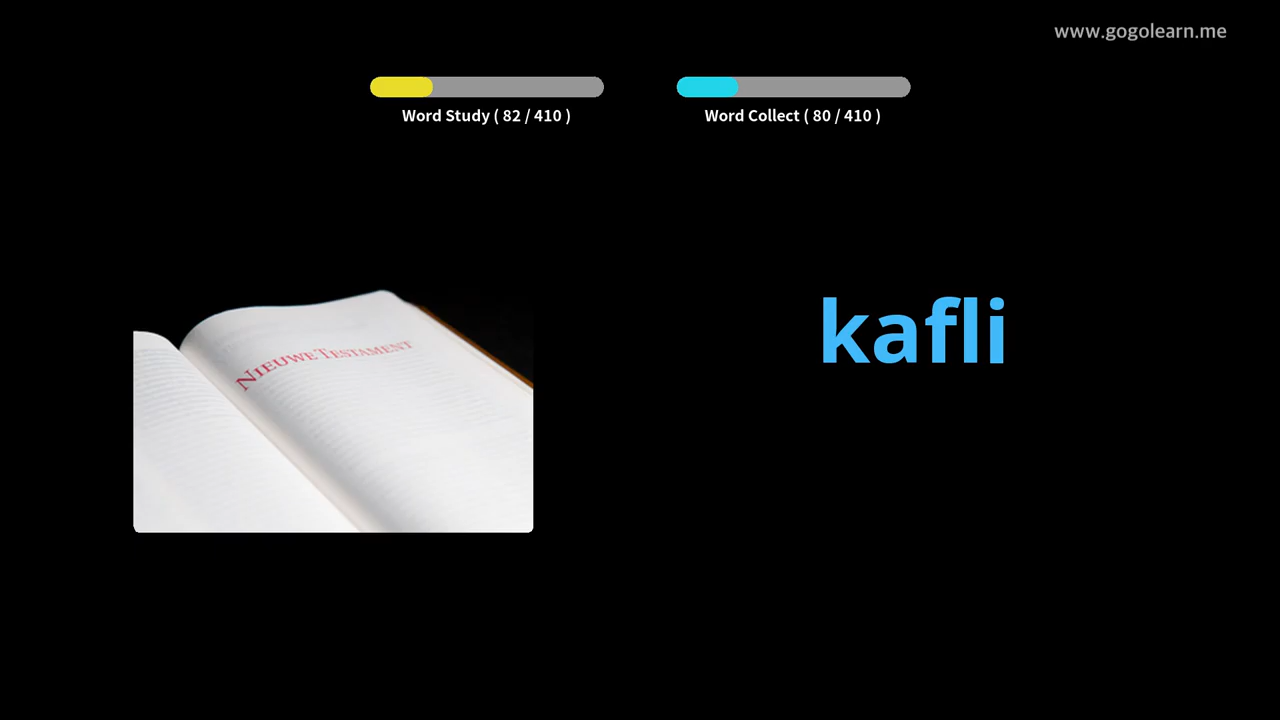 www.gogolearn.me
Word Study ( 82 / 410 )
Word Collect ( 80 / 410 )
NIEUWE TESTAMENT
kafli